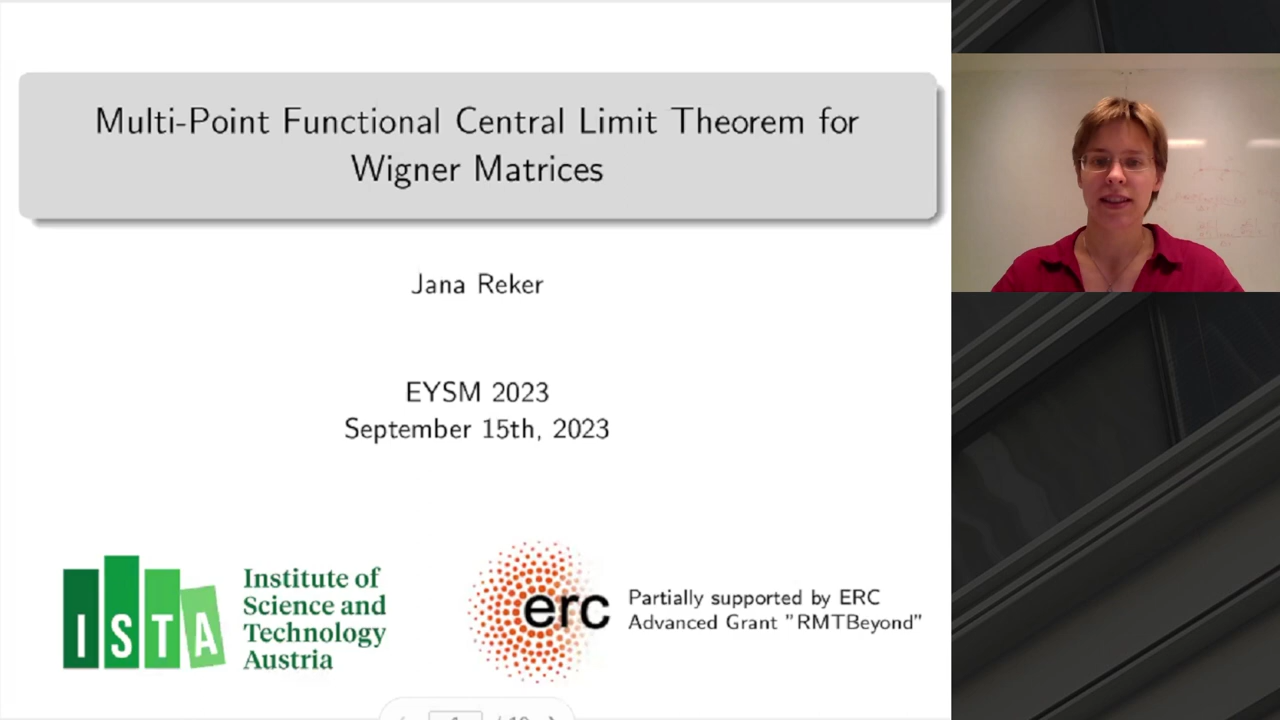 Multi-Point Functional Central Limit Theorem for
Wigner Matrices
Jana Reker
EYSM 2023
September 15th, 2023
ISTA
Institute of
Science and
Technology
Austria
erc
Partially supported by ERC
Advanced Grant "RMTBeyond"